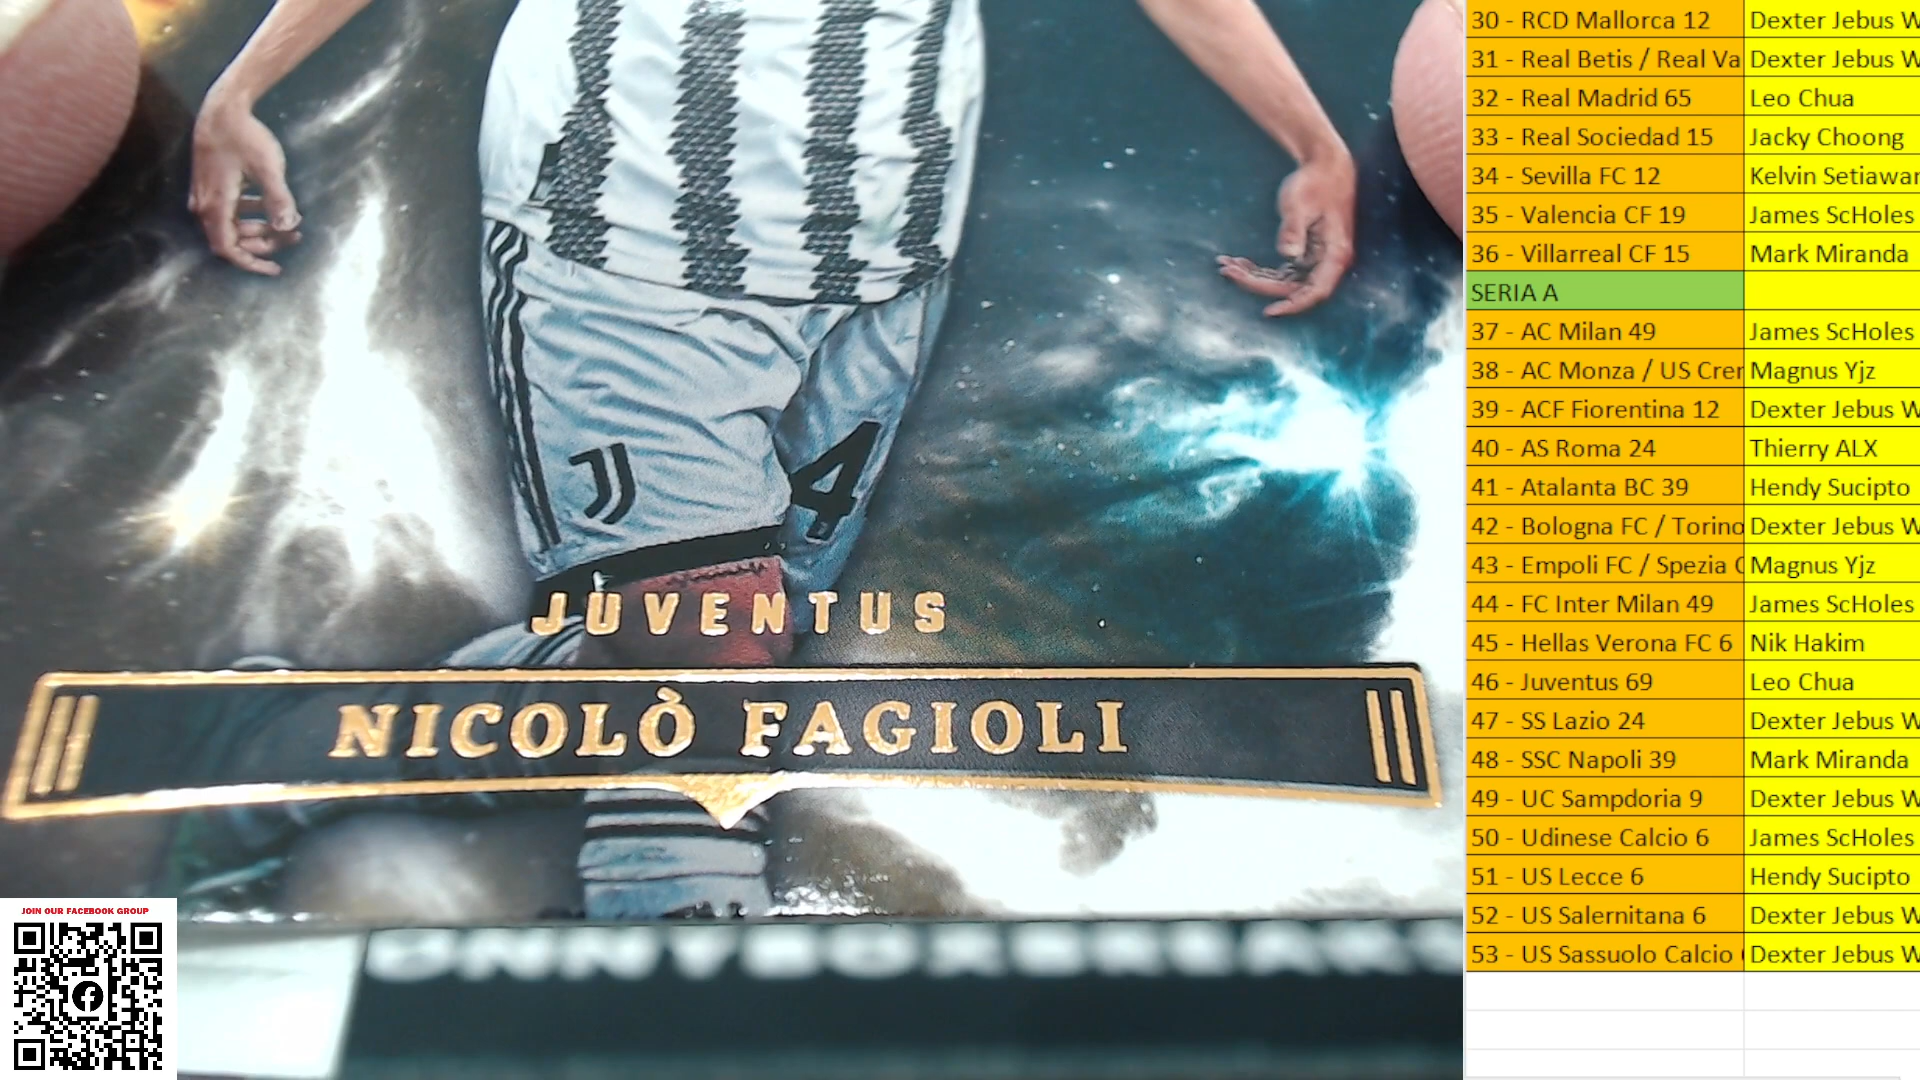 4
JUVENTUS
NICOLÒ FAGIOLI
JOIN OUR FACEBOOK GROUP
30 - RCD Mallorca 12 Dexter Jebus W
31 - Real Betis / Real Va Dexter Jebus W
32 - Real Madrid 65 Leo Chua
33 - Real Sociedad 15 Jacky Choong
34 - Sevilla FC 12 Kelvin Setiawan
35 - Valencia CF 19 James ScHoles
36 - Villarreal CF 15 Mark Miranda
SERIA A
37 - AC Milan 49 James ScHoles
38 - AC Monza / US Crem Magnus Yjz
39 - ACF Fiorentina 12 Dexter Jebus W
40 - AS Roma 24 Thierry ALX
41 - Atalanta BC 39 Hendy Sucipto
42 - Bologna FC / Torino Dexter Jebus W
43 - Empoli FC / Spezia C Magnus Yjz
44 - FC Inter Milan 49 James ScHoles
45 - Hellas Verona FC 6 Nik Hakim
46 - Juventus 69 Leo Chua
47 - SS Lazio 24 Dexter Jebus W
48 - SSC Napoli 39 Mark Miranda
49 - UC Sampdoria 9 Dexter Jebus W
50 - Udinese Calcio 6 James ScHoles
51 - US Lecce 6 Hendy Sucipto
52 - US Salernitana 6 Dexter Jebus W
53 - US Sassuolo Calcio Dexter Jebus W